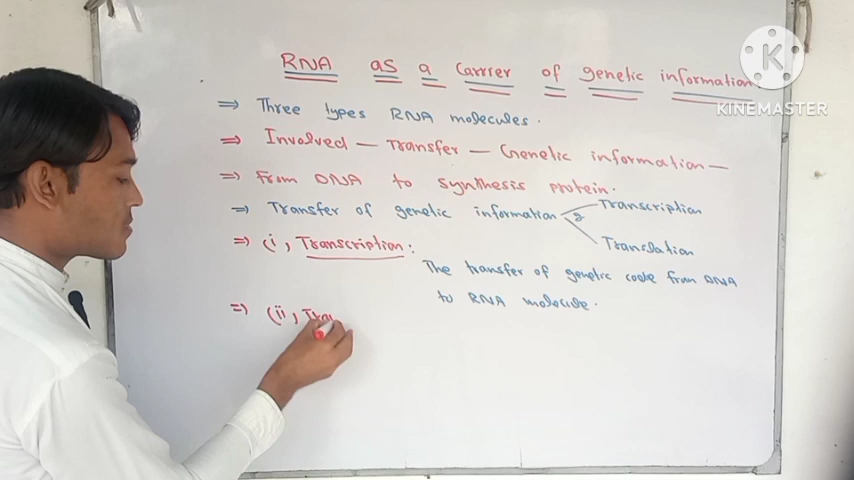 RNA as a Carrier of genetic information
K
KINEMASTER
⇒ Three types RNA molecules.
⇒ Involved — Transfer — Genetic information —
⇒ From DNA to synthesis protein.
⇒ Transfer of genetic information 2 Transcription
Translation
⇒ (i, Transcription:
The transfer of genetic code from DNA
to RNA molecule.
⇒ (ii, Tran